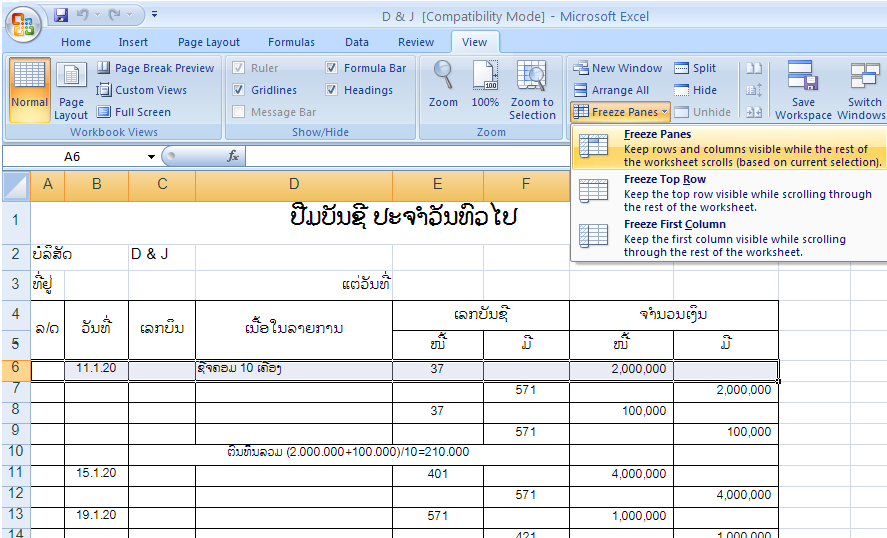 D & J [Compatibility Mode] - Microsoft Excel
Home Insert Page Layout Formulas Data Review View
Normal Page Layout Page Break Preview Custom Views Full Screen
Workbook Views
Ruler Formula Bar
Gridlines Headings
Message Bar
Show/Hide
Zoom 100% Zoom to Selection
Zoom
New Window Split
Arrange All Hide
Freeze Panes Unhide
Save Workspace Switch Windows
Freeze Panes
Keep rows and columns visible while the rest of
the worksheet scrolls (based on current selection).
Freeze Top Row
Keep the top row visible while scrolling through
the rest of the worksheet.
Freeze First Column
Keep the first column visible while scrolling
through the rest of the worksheet.
A6 fx
A B C D E F
1 ປຶ້ມບັນຊີ ປະຈຳວັນທົ່ວໄປ
2 ບໍລິສັດ D & J
3 ທີ່ຢູ່ ແຕ່ວັນທີ່
4 ລ/ດ ວັນທີ່ ເລກບິນ ເນື້ອໃນລາຍການ ເລກບັນຊີ ຈຳນວນເງິນ
5 ໜີ້ ມີ ໜີ້ ມີ
6 11.1.20 ຊື້ຈໍຄອມ 10 ເຄື່ອງ 37 2,000,000
7 571 2,000,000
8 37 100,000
9 571 100,000
10 ຕົ້ນທຶນລວມ (2.000.000+100.000)/10=210.000
11 15.1.20 401 4,000,000
12 571 4,000,000
13 19.1.20 571 1,000,000
14 421 1,000,000